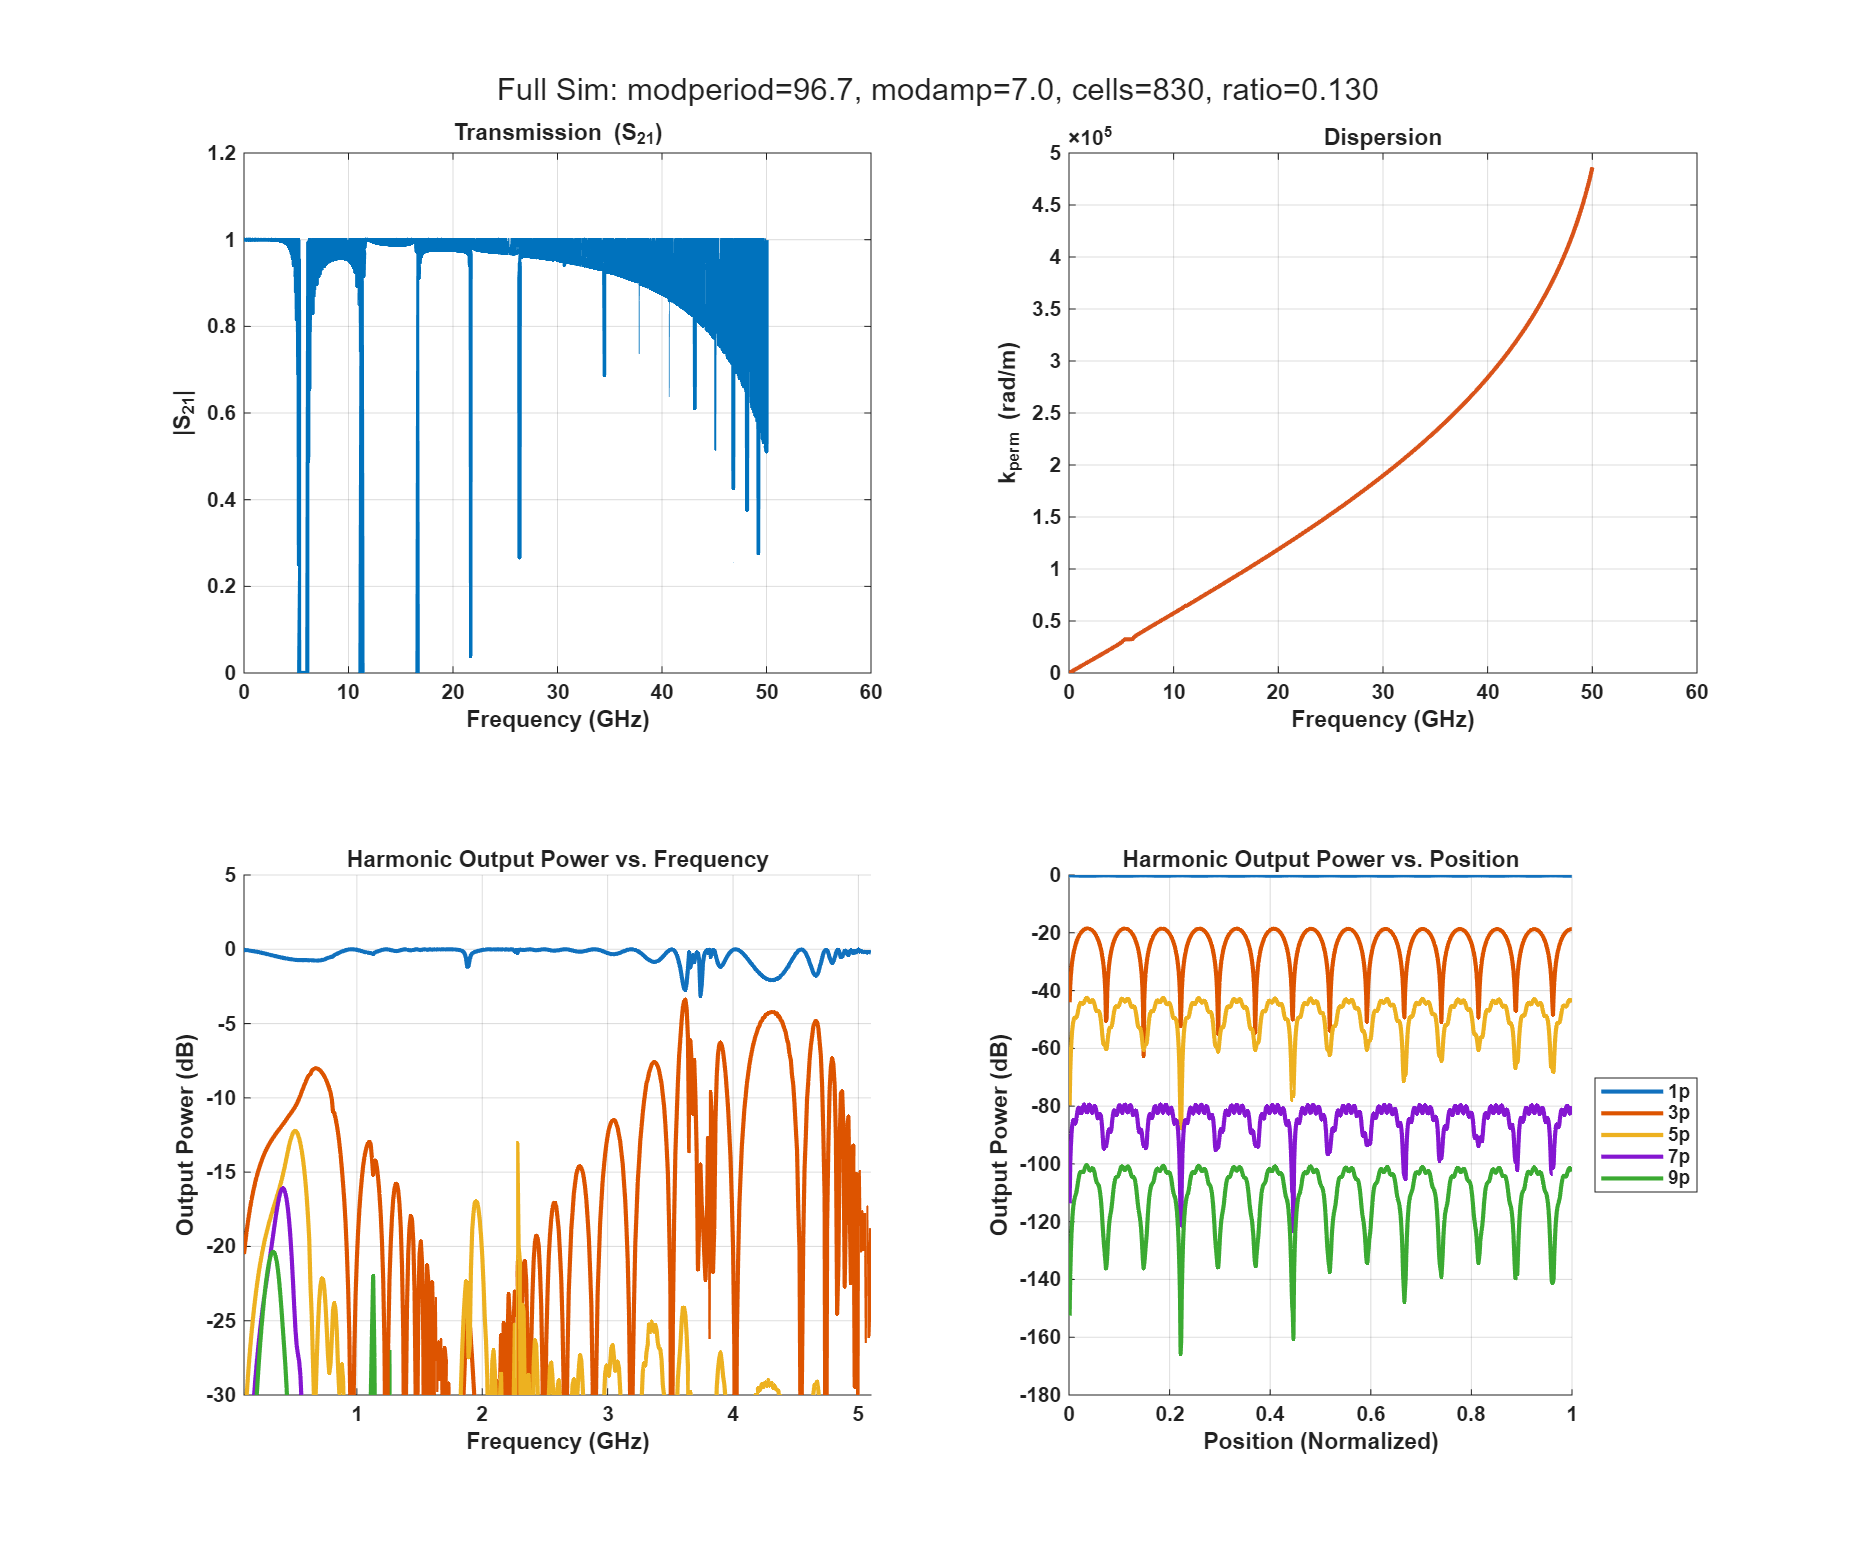 Full Sim: modperiod=96.7, modamp=7.0, cells=830, ratio=0.130
Transmission (S21)
1.2
1
0.8
0.6
0.4
0.2
0
|S21|
0 10 20 30 40 50 60
Frequency (GHz)
×10^5
Dispersion
5
4.5
4
3.5
3
2.5
2
1.5
1
0.5
0
kperm (rad/m)
0 10 20 30 40 50 60
Frequency (GHz)
Harmonic Output Power vs. Frequency
5
0
-5
-10
-15
-20
-25
-30
Output Power (dB)
1 2 3 4 5
Frequency (GHz)
Harmonic Output Power vs. Position
0
-20
-40
-60
-80
-100
-120
-140
-160
-180
Output Power (dB)
0 0.2 0.4 0.6 0.8 1
Position (Normalized)
1p
3p
5p
7p
9p